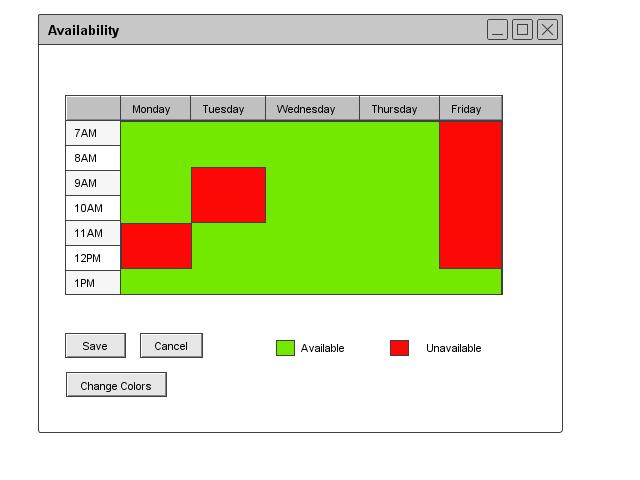 Availability
Monday Tuesday Wednesday Thursday Friday
7AM
8AM
9AM
10AM
11AM
12PM
1PM
Save Cancel Available Unavailable
Change Colors